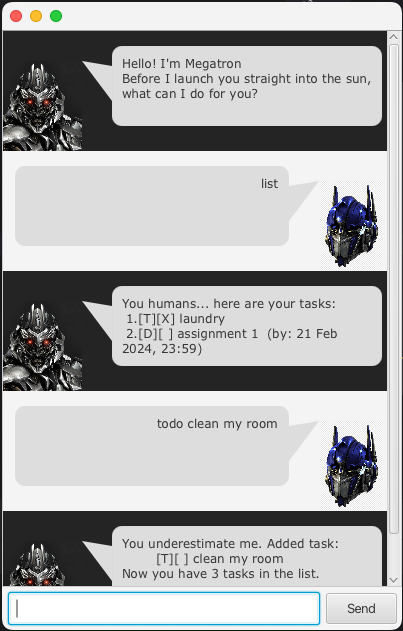 Hello! I'm Megatron
Before I launch you straight into the sun,
what can I do for you?
list
You humans... here are your tasks:
1.[T][X] laundry
2.[D][ ] assignment 1  (by: 21 Feb
2024, 23:59)
todo clean my room
You underestimate me. Added task:
[T][ ] clean my room
Now you have 3 tasks in the list.
Send